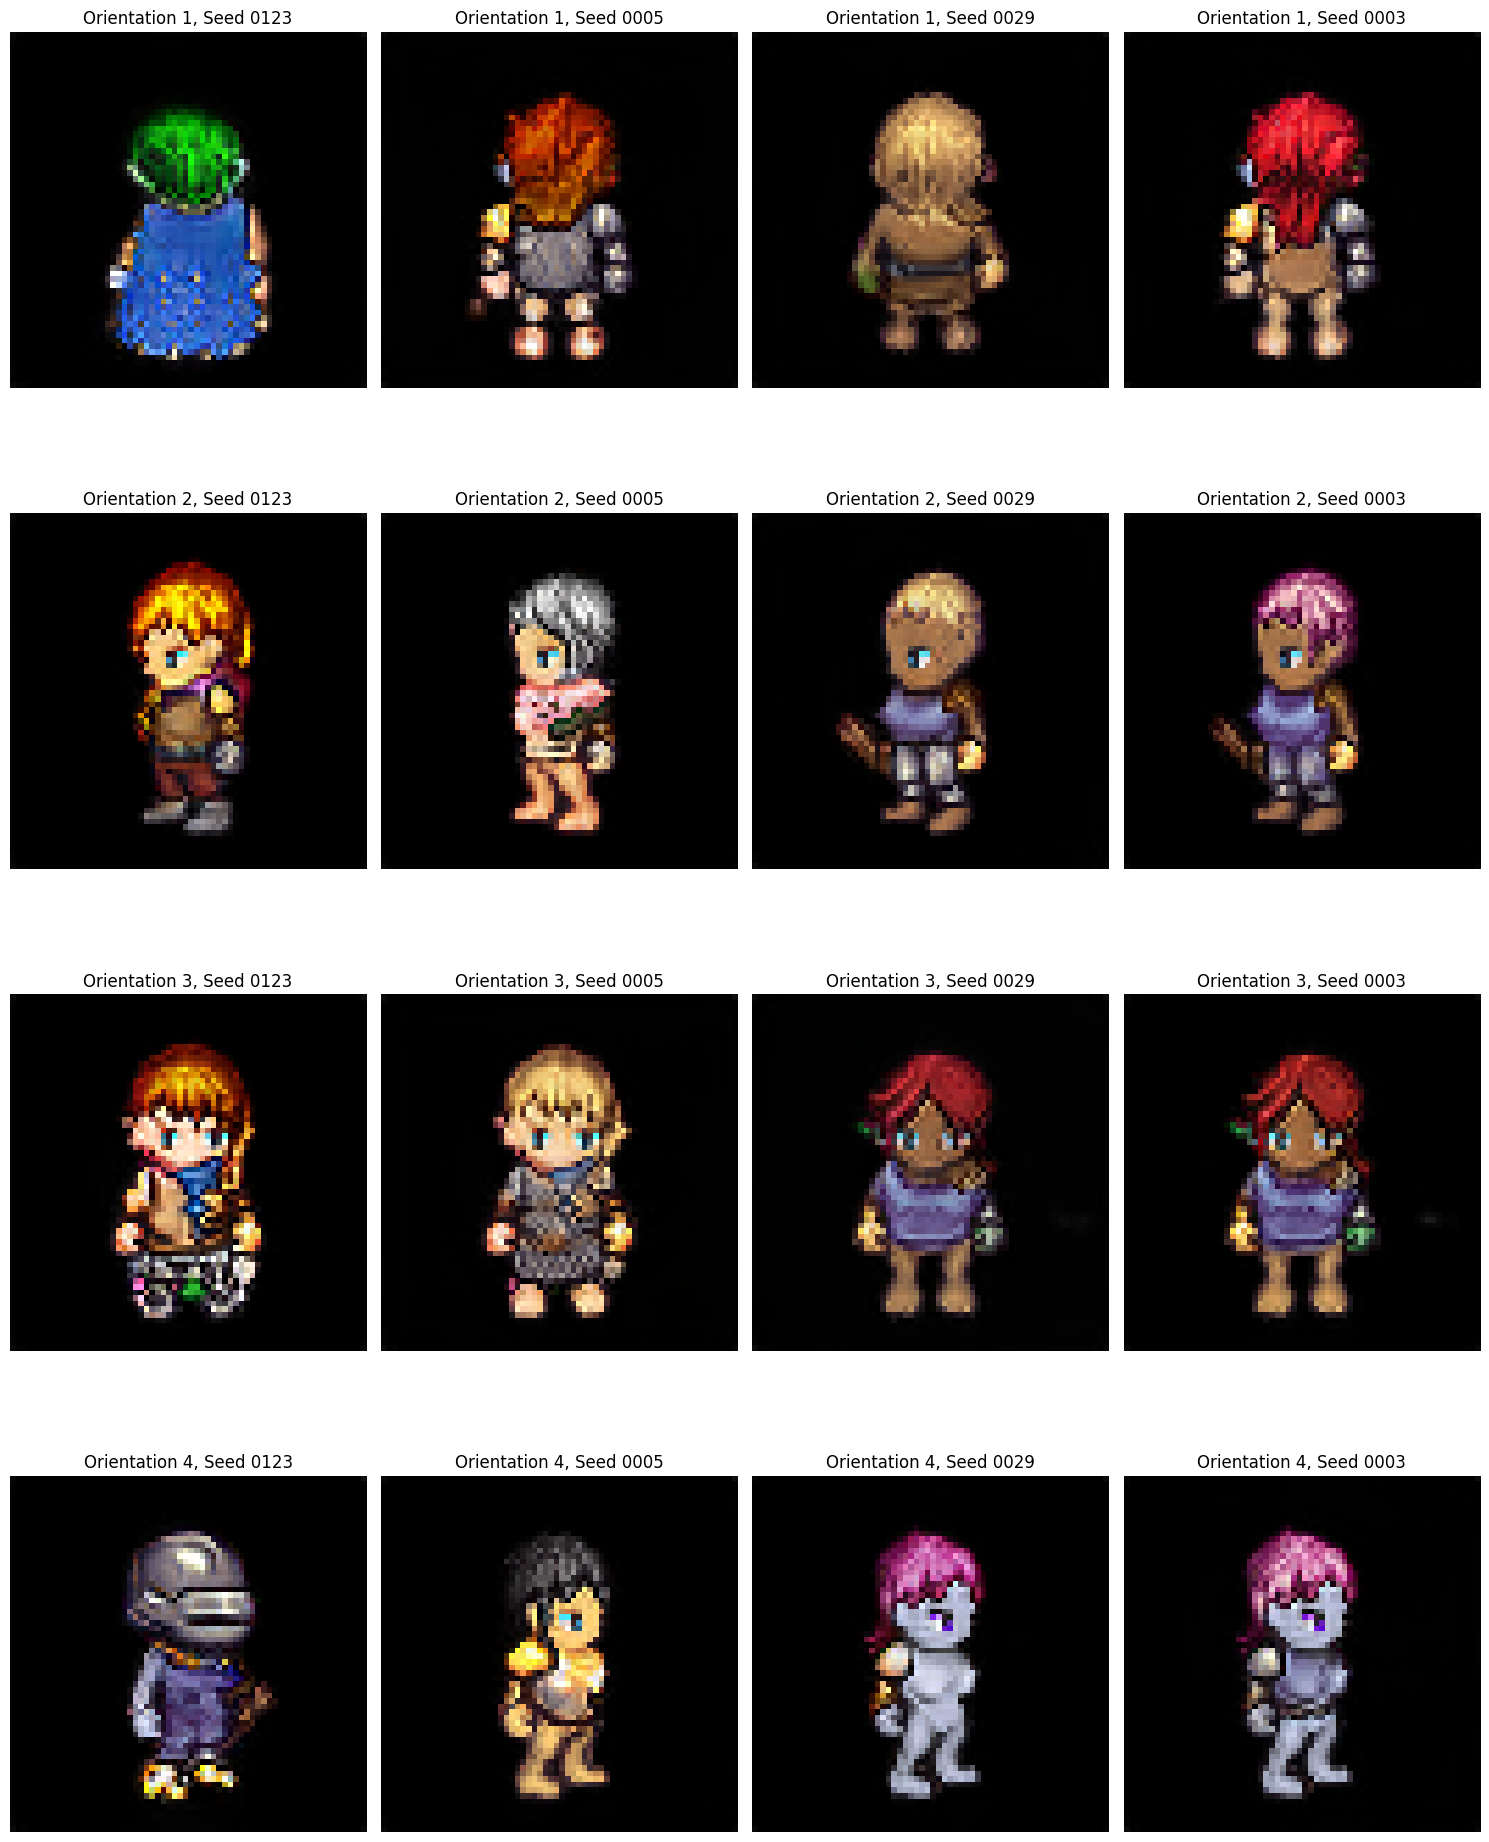 Orientation 1, Seed 0123
Orientation 1, Seed 0005
Orientation 1, Seed 0029
Orientation 1, Seed 0003
Orientation 2, Seed 0123
Orientation 2, Seed 0005
Orientation 2, Seed 0029
Orientation 2, Seed 0003
Orientation 3, Seed 0123
Orientation 3, Seed 0005
Orientation 3, Seed 0029
Orientation 3, Seed 0003
Orientation 4, Seed 0123
Orientation 4, Seed 0005
Orientation 4, Seed 0029
Orientation 4, Seed 0003